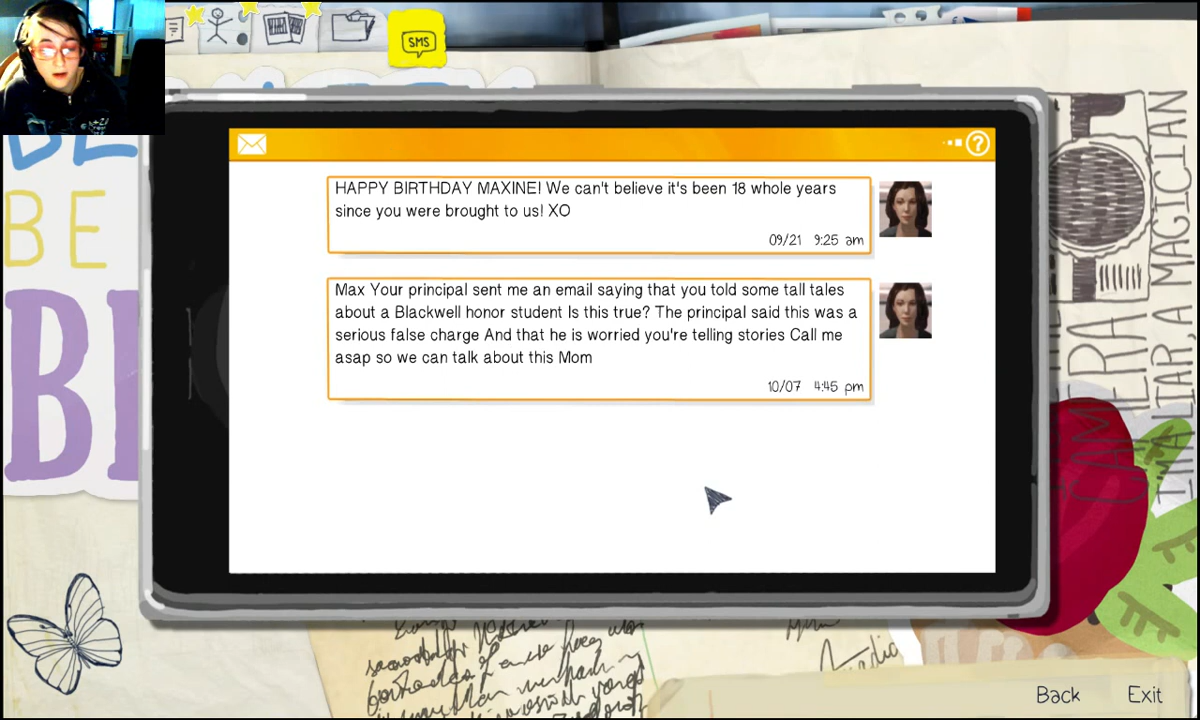 SMS
HAPPY BIRTHDAY MAXINE! We can't believe it's been 18 whole years
since you were brought to us! XO
09/21 9:25 am
Max Your principal sent me an email saying that you told some tall tales
about a Blackwell honor student Is this true? The principal said this was a
serious false charge And that he is worried you're telling stories Call me
asap so we can talk about this Mom
10/07 4:45 pm
BE
BE
CAMERA
I'M A LIAR, A MAGICIAN
Back Exit